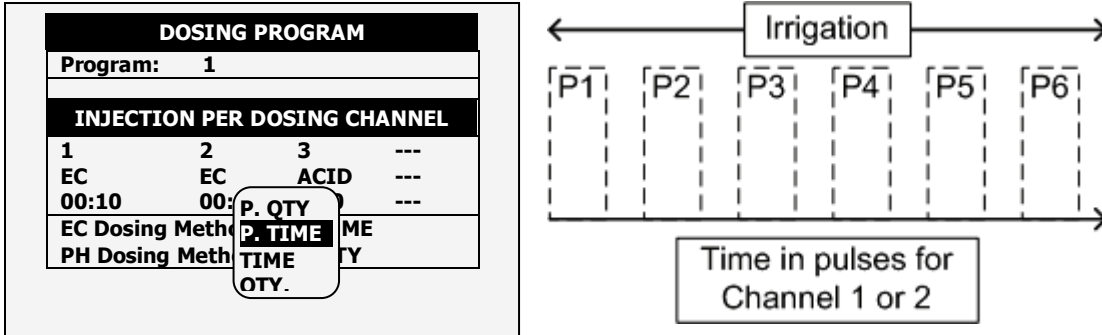 DOSING PROGRAM
Program: 1
INJECTION PER DOSING CHANNEL
1 2 3 ---
EC EC ACID ---
00:10 00: ---
EC Dosing Meth ME
PH Dosing Meth TY
P. QTY
P. TIME
TIME
QTY.
Irrigation
P1 P2 P3 P4 P5 P6
Time in pulses for
Channel 1 or 2